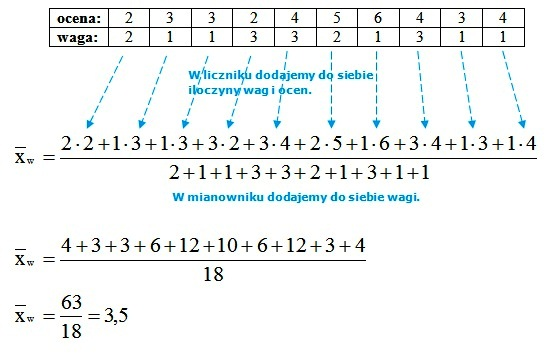 ocena: 2 3 3 2 4 5 6 4 3 4
waga: 2 1 1 3 3 2 1 3 1 1
W liczniku dodajemy do siebie
iloczyny wag i ocen.
x̄w = (2·2+1·3+1·3+3·2+3·4+2·5+1·6+3·4+1·3+1·4)/(2+1+1+3+3+2+1+3+1+1)
W mianowniku dodajemy do siebie wagi.
x̄w = (4+3+3+6+12+10+6+12+3+4)/18
x̄w = 63/18 = 3,5